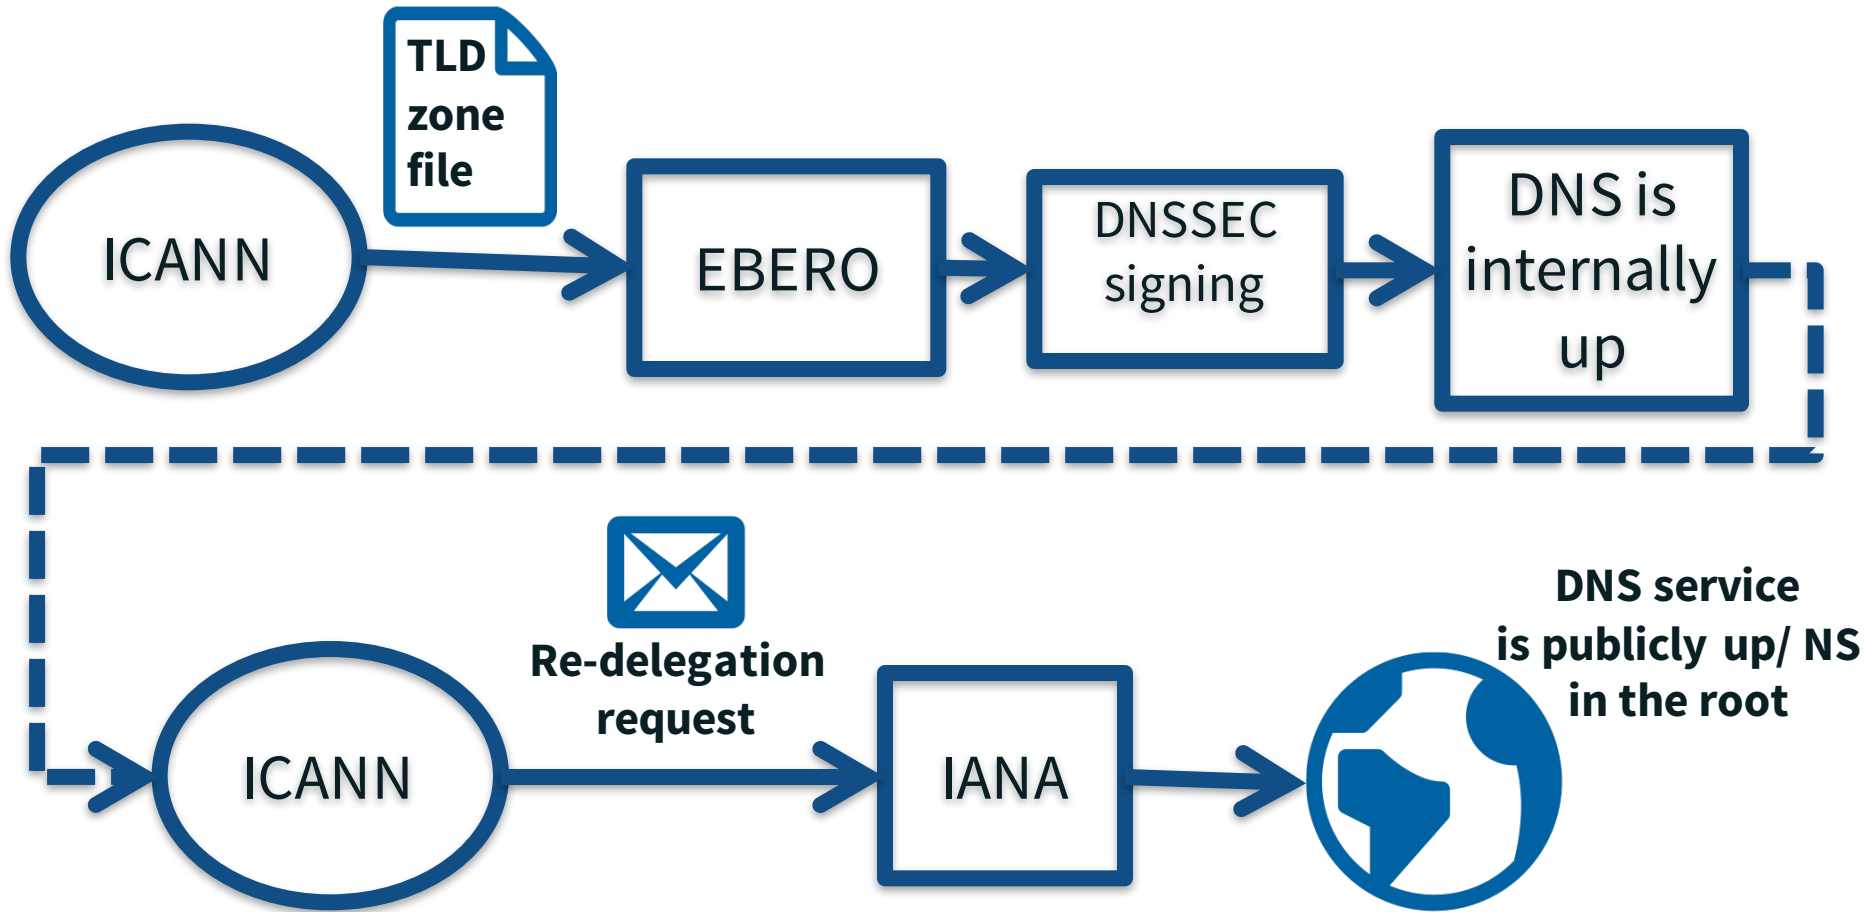 TLD
zone
file
ICANN
EBERO
DNSSEC
signing
DNS is
internally
up
Re-delegation
request
ICANN
IANA
DNS service
is publicly up/ NS
in the root